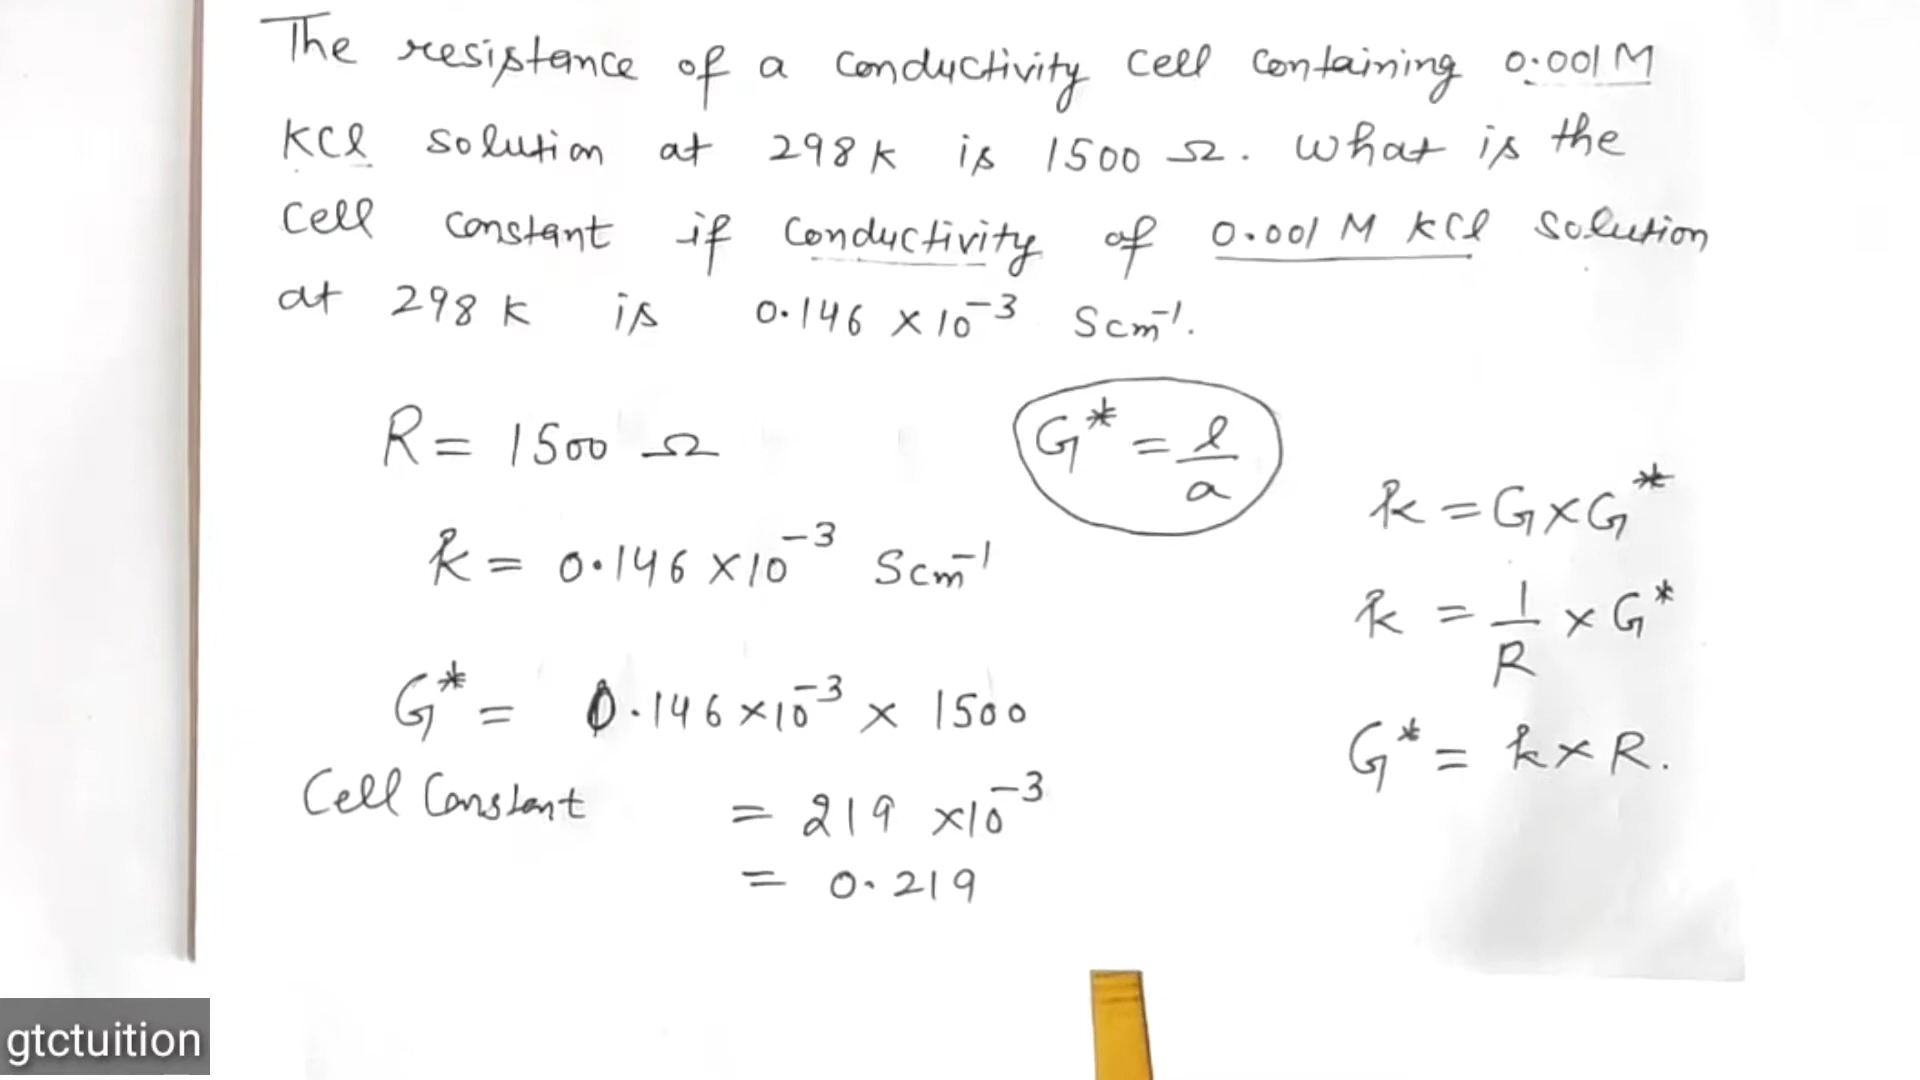 The resistance of a conductivity cell containing 0.001 M
KCl solution at 298 K is 1500 Ω. What is the
Cell constant if conductivity of 0.001 M KCl solution
at 298 K is 0.146 × 10⁻³ S cm⁻¹.
R = 1500 Ω
G* = l/a
k = G × G*
k = 0.146 × 10⁻³ S cm⁻¹
k = 1/R × G*
G* = 0.146 × 10⁻³ × 1500
G* = k × R.
Cell Constant = 219 × 10⁻³
= 0.219
gtctuition